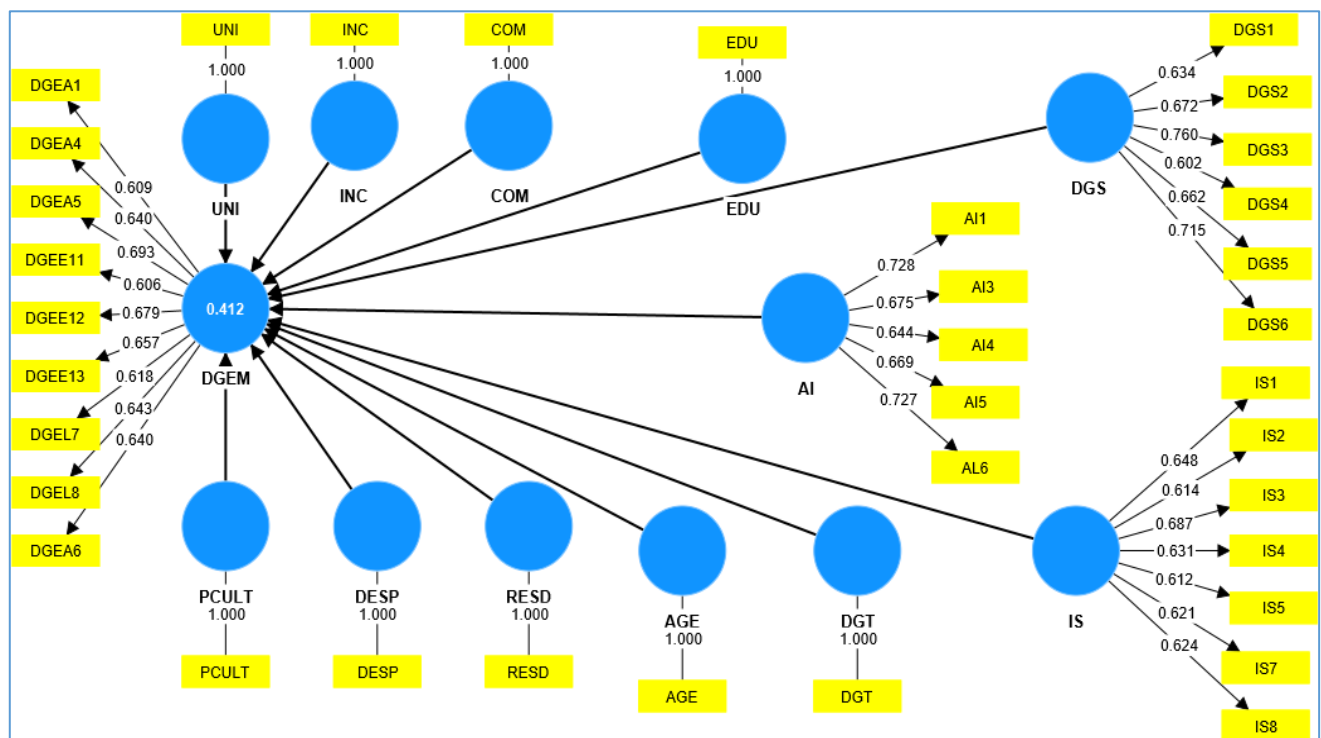 UNI
INC
COM
EDU
DGS1
1.000
1.000
1.000
1.000
DGEA1
DGEA4
DGEA5
DGEE11
DGEE12
DGEE13
DGEL7
DGEL8
DGEA6
0.609
0.640
0.693
0.606
0.679
0.657
0.618
0.643
0.640
UNI
INC
COM
EDU
0.412
DGEM
DGS
0.634
0.672
0.760
0.602
0.662
0.715
DGS2
DGS3
DGS4
DGS5
DGS6
AI
0.728
0.675
0.644
0.669
0.727
AI1
AI3
AI4
AI5
AL6
IS
0.648
0.614
0.687
0.631
0.612
0.621
0.624
IS1
IS2
IS3
IS4
IS5
IS7
IS8
PCULT
1.000
PCULT
DESP
1.000
DESP
RESD
1.000
RESD
AGE
1.000
AGE
DGT
1.000
DGT